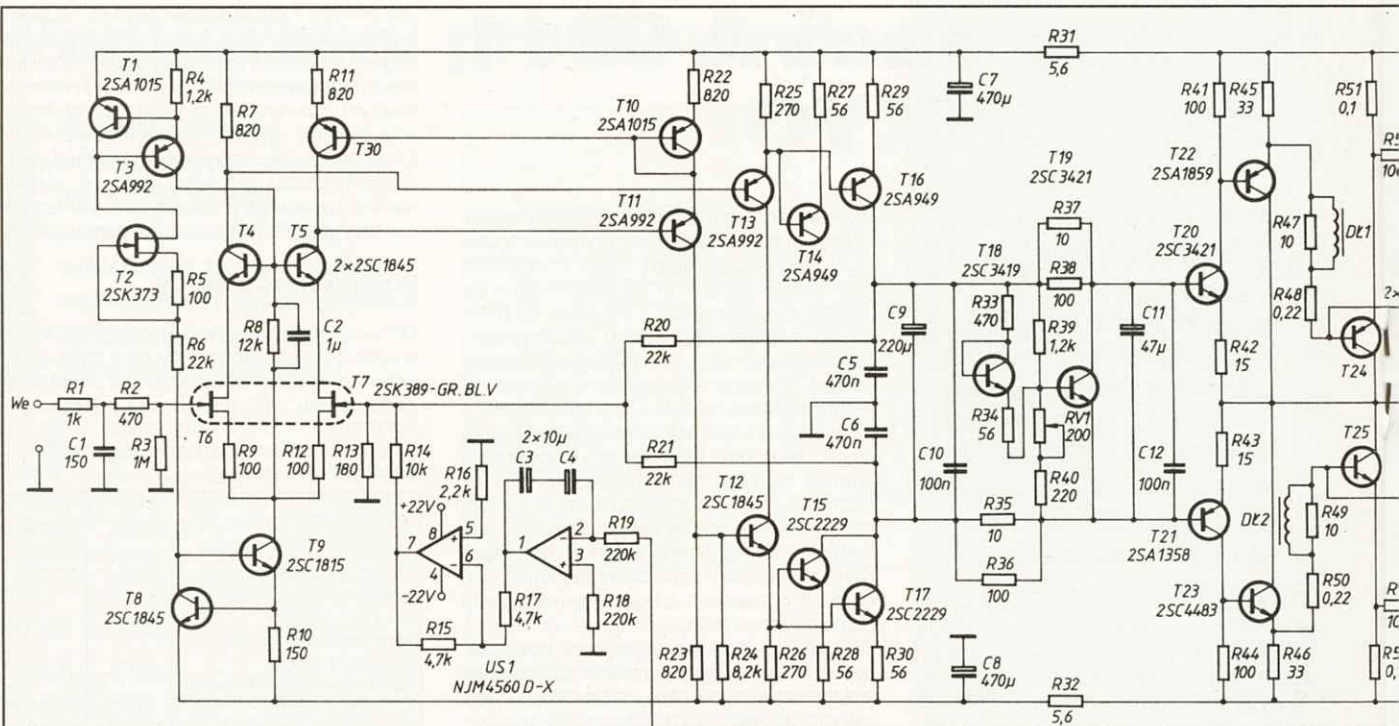 T1
2SA1015
R4
1,2k
R7
820
R11
820
T30
T3
2SA992
T2
2SK373
R5
100
R6
22k
T4
T5
2×2SC1845
R8
12k
C2
1µ
T7
2SK389-GR.BL.V
T6
We
R1
1k
R2
470
C1
150
R3
1M
R9
100
R12
100
R13
180
R14
10k
T9
2SC1815
T8
2SC1845
R10
150
R16
2,2k
+22V
-22V
8
7
4
5
6
+
-
2×10µ
C3
C4
1
2
3
-
+
R19
220k
R18
220k
R17
4,7k
R15
4,7k
US1
NJM4560 D-X
R20
22k
R21
22k
R22
820
T10
2SA1015
T11
2SA992
T13
2SA992
R25
270
R27
56
R29
56
T14
2SA949
T16
2SA949
T12
2SC1845
T15
2SC2229
T17
2SC2229
R23
820
R24
8,2k
R26
270
R28
56
R30
56
C5
470n
C6
470n
C7
470µ
C8
470µ
R31
5,6
R32
5,6
C9
220µ
C10
100n
T18
2SC3419
R33
470
R34
56
R35
10
R36
100
T19
2SC3421
R37
10
R38
100
R39
1,2k
RV1
200
R40
220
C11
47µ
C12
100n
T20
2SC3421
R41
100
R45
33
R42
15
R43
15
T21
2SA1358
T22
2SA1859
T23
2SC4483
R44
100
R46
33
R47
10
DŁ1
R48
0,22
T24
T25
DŁ2
R49
10
R50
0,22
R51
0,1